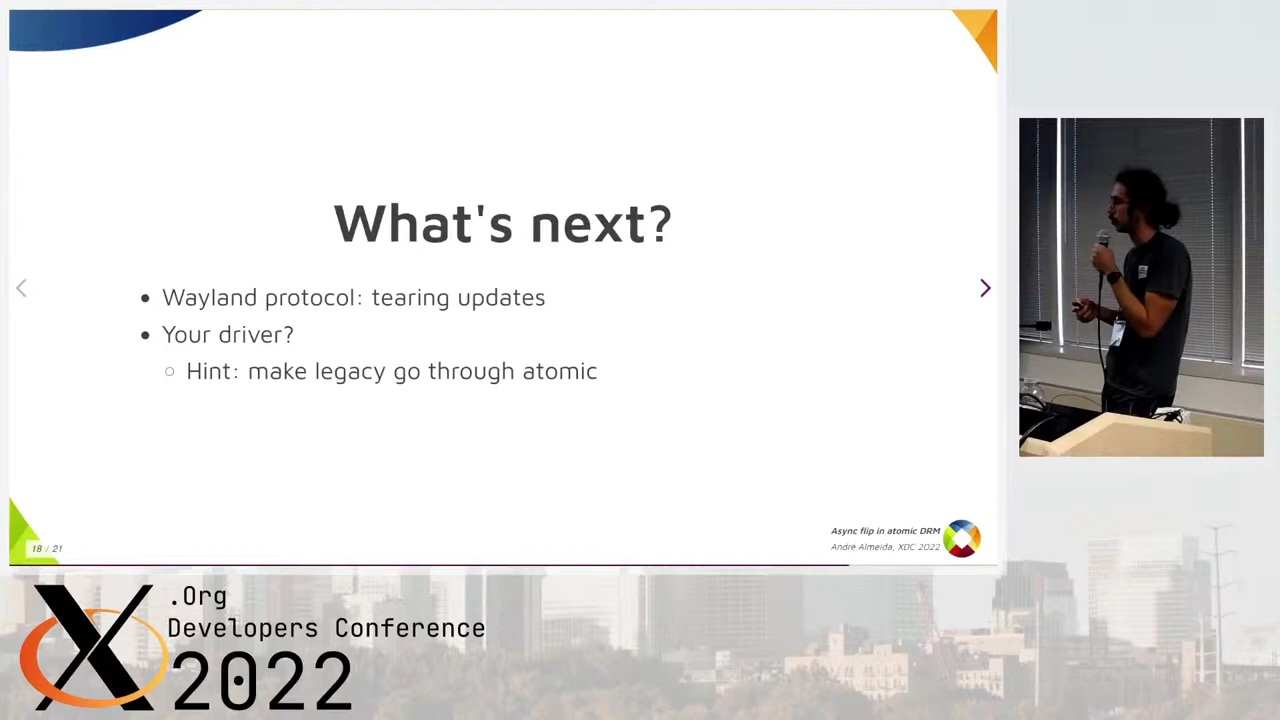 What's next?
Wayland protocol: tearing updates
Your driver?
Hint: make legacy go through atomic
18 / 21
Async flip in atomic DRM
André Almeida, XDC 2022
X.Org
Developers Conference
2022